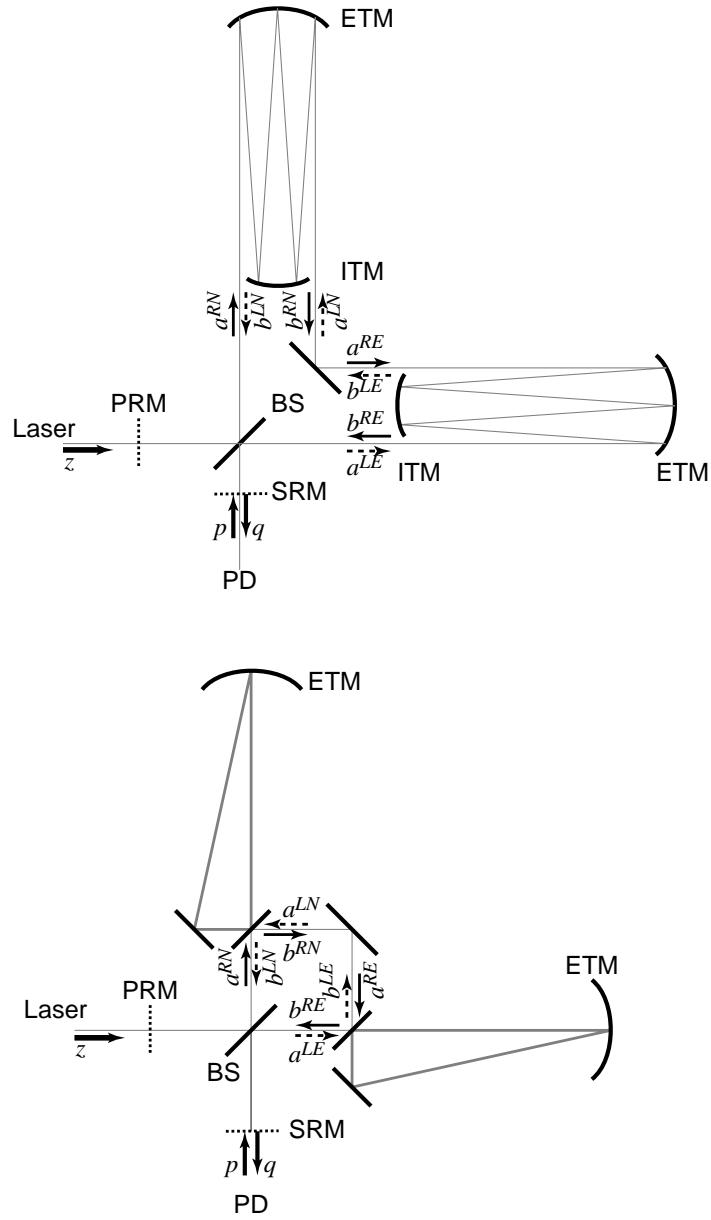 ETM
ITM
a^{RN} b^{LN} b^{RN} a^{LN}
a^{RE}
b^{LE}
PRM BS
b^{RE}
Laser
z a^{LE} ITM ETM
SRM
p q
PD
ETM
a^{LN}
b^{RN}
a^{RN} b^{LN} b^{LE} a^{RE}
ETM
PRM
b^{RE}
Laser
z BS a^{LE}
SRM
p q
PD